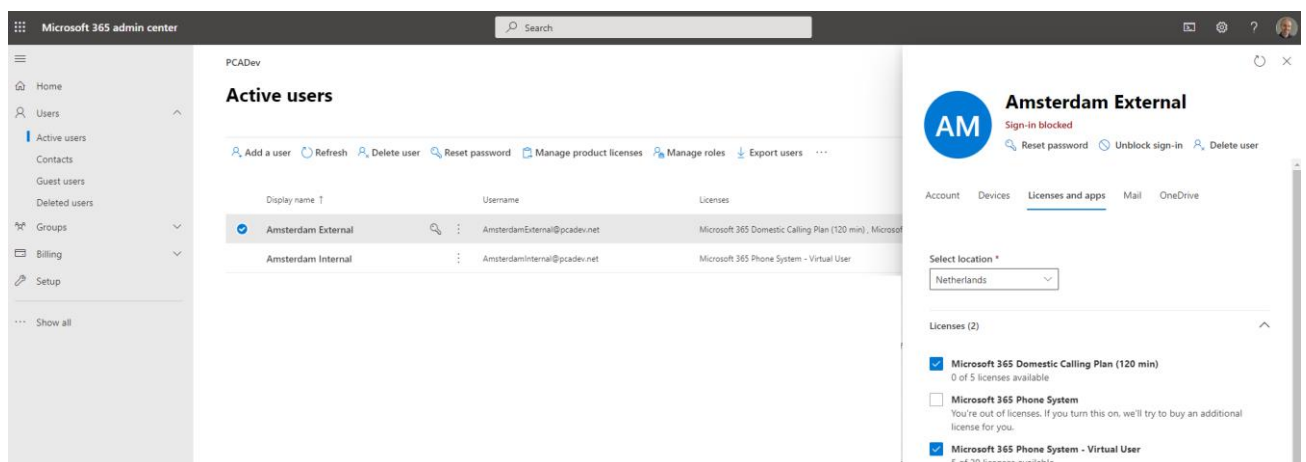 Microsoft 365 admin center
Search
?
Home
Users
Active users
Contacts
Guest users
Deleted users
Groups
Billing
Setup
Show all
PCADev
Active users
Add a user Refresh Delete user Reset password Manage product licenses Manage roles Export users
Display name ↑ Username Licenses
Amsterdam External AmsterdamExternal@pcadev.net Microsoft 365 Domestic Calling Plan (120 min) , Microsof
Amsterdam Internal AmsterdamInternal@pcadev.net Microsoft 365 Phone System - Virtual User
AM
Amsterdam External
Sign-in blocked
Reset password Unblock sign-in Delete user
Account Devices Licenses and apps Mail OneDrive
Select location *
Netherlands
Licenses (2)
Microsoft 365 Domestic Calling Plan (120 min)
0 of 5 licenses available
Microsoft 365 Phone System
You're out of licenses. If you turn this on, we'll try to buy an additional
license for you.
Microsoft 365 Phone System - Virtual User
of 20 licenses available